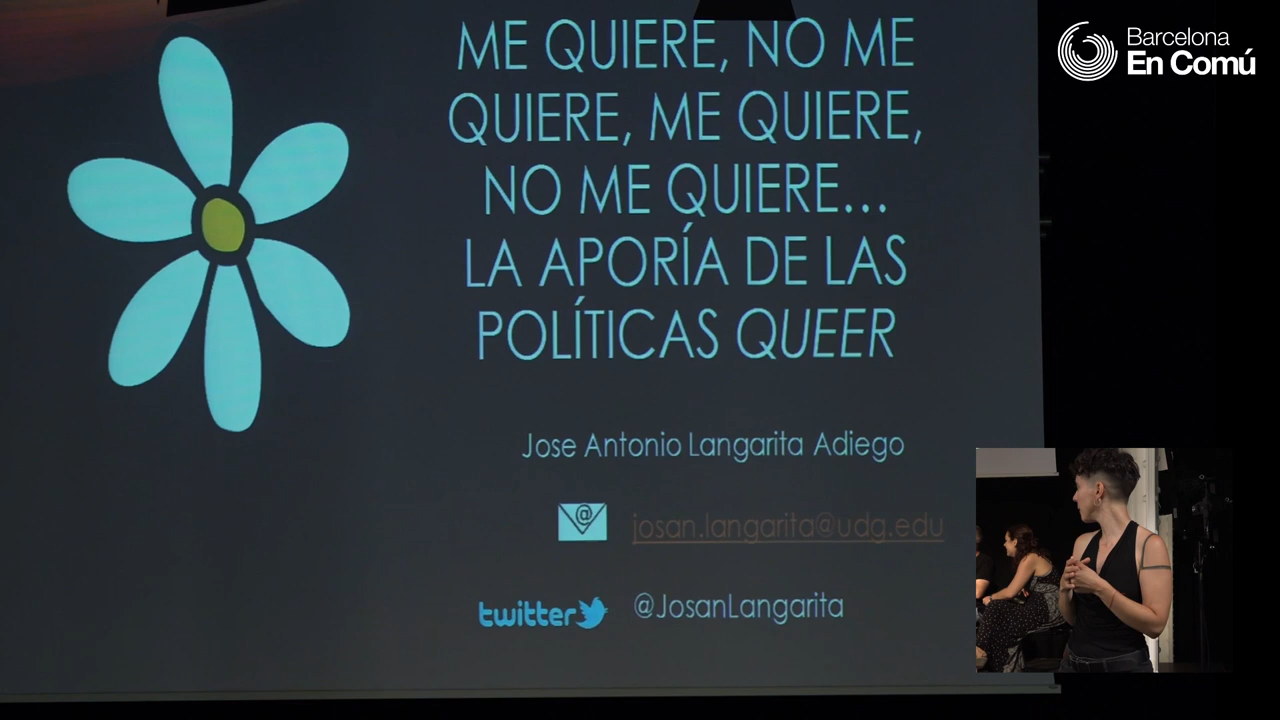 ME QUIERE, NO ME
QUIERE, ME QUIERE,
NO ME QUIERE...
LA APORÍA DE LAS
POLÍTICAS QUEER
Jose Antonio Langarita Adiego
@
josan.langarita@udg.edu
twitter
@JosanLangarita
Barcelona
En Comú